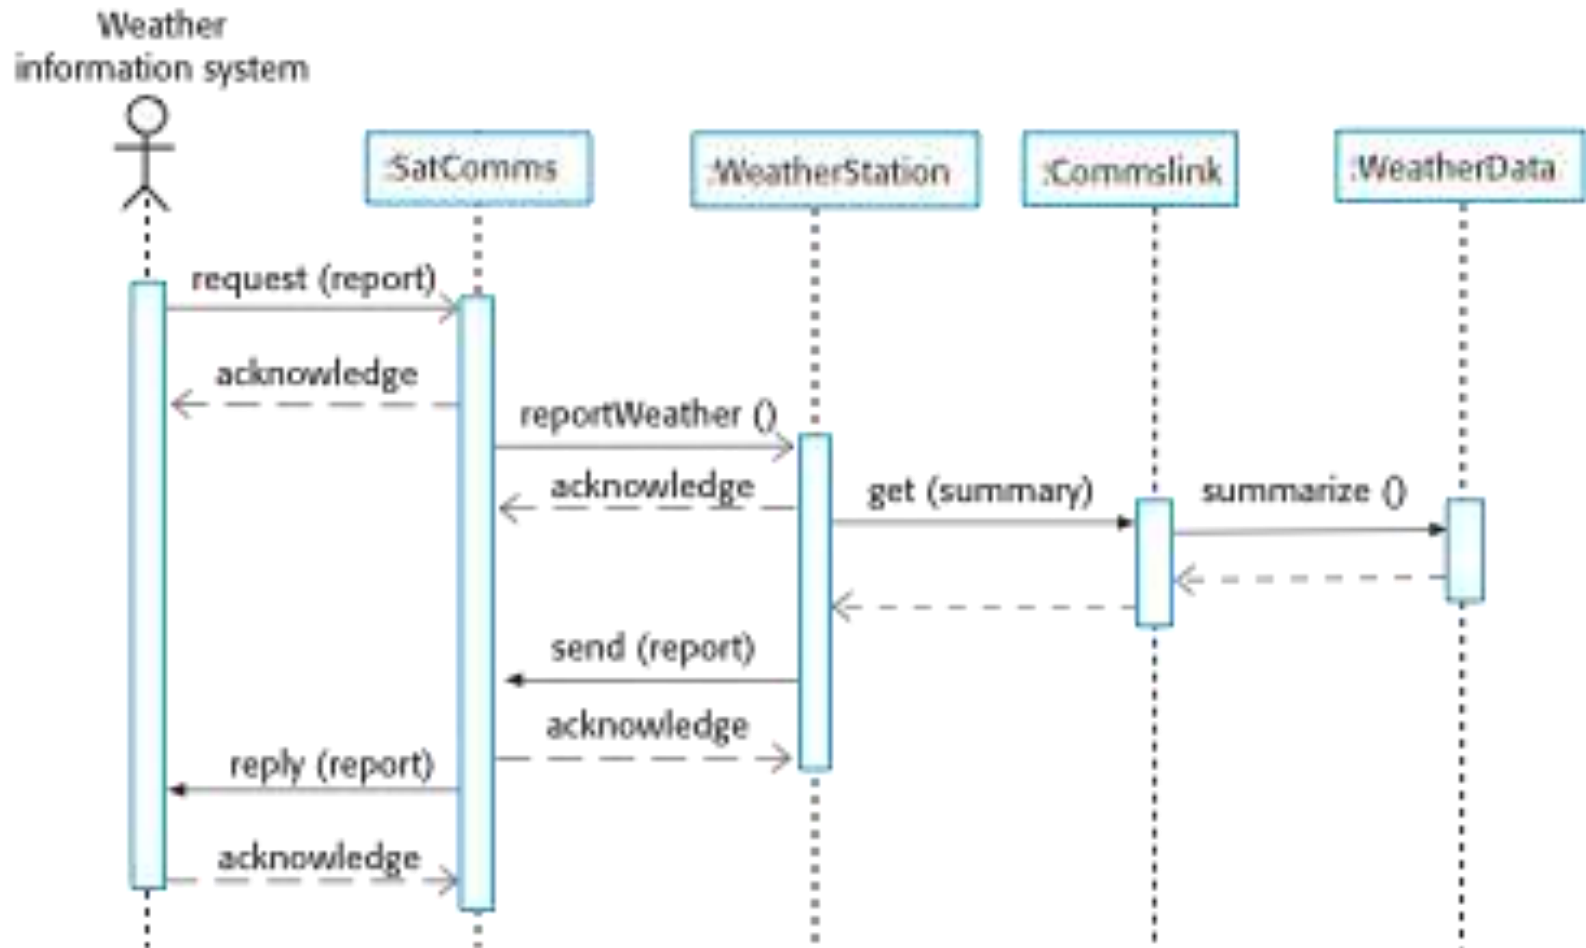 Weather
information system
:SatComms
:WeatherStation
:Commslink
:WeatherData
request (report)
acknowledge
reportWeather ()
acknowledge
get (summary)
summarize ()
send (report)
acknowledge
reply (report)
acknowledge